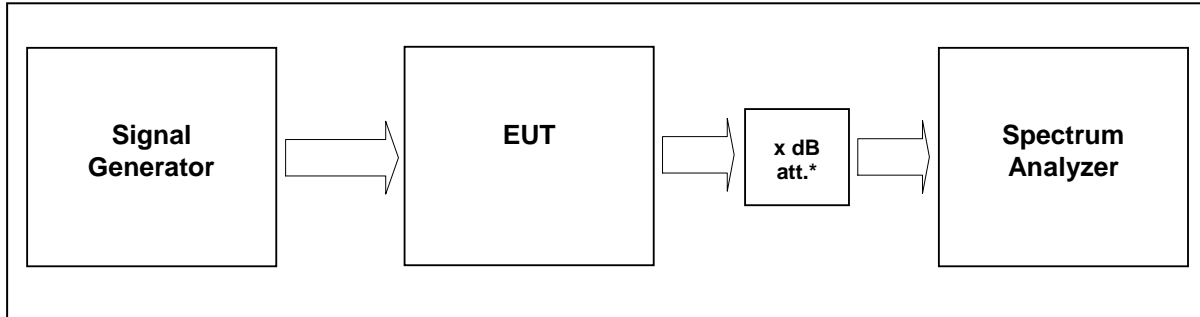 Signal
Generator
EUT
x dB
att.*
Spectrum
Analyzer